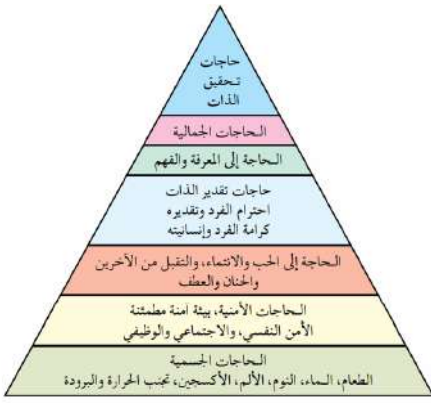 حاجات
تحقيق
الذات
الحاجات الجمالية
الحاجة إلى المعرفة والفهم
حاجات تقدير الذات
احترام الفرد وتقديره
كرامة الفرد وإنسانيته
الحاجة إلى الحب والانتماء، والتقبل من الآخرين
والحنان والعطف
الحاجات الأمنية، بيئة آمنة مطمئنة
الأمن النفسي، والاجتماعي والوظيفي
الحاجات الجسمية
الطعام، الماء، النوم، الألم، الأكسجين، تجنب الحرارة والبرودة